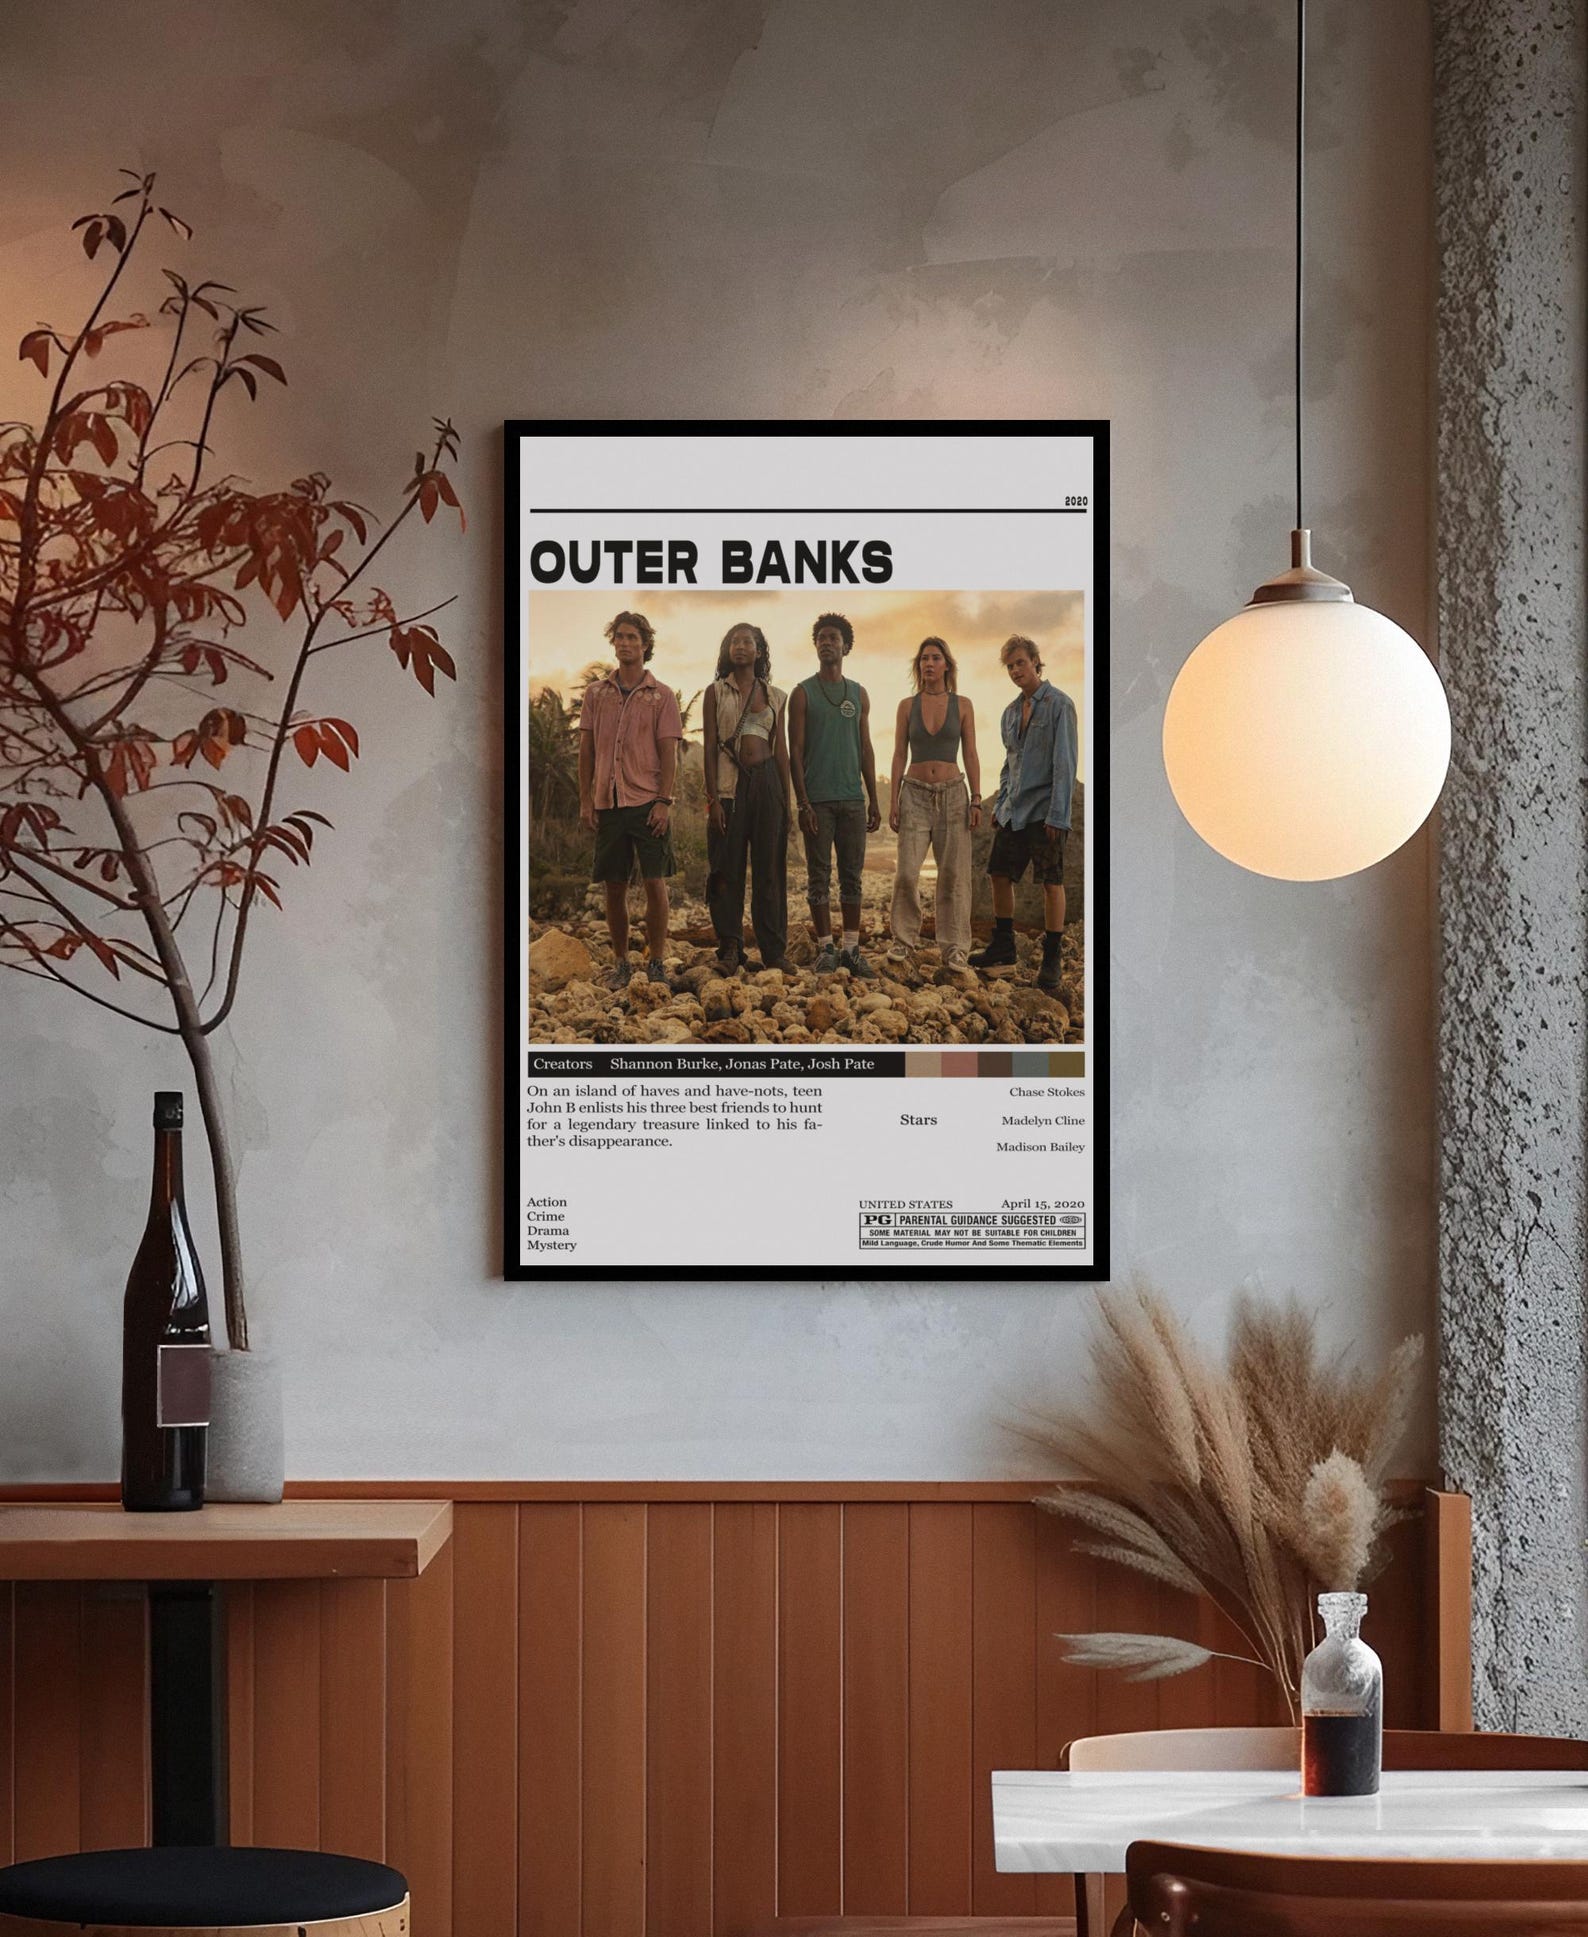 2020
OUTER BANKS
Creators Shannon Burke, Jonas Pate, Josh Pate
On an island of haves and have-nots, teen
John B enlists his three best friends to hunt
for a legendary treasure linked to his fa-
ther's disappearance.
Stars
Chase Stokes
Madelyn Cline
Madison Bailey
Action
Crime
Drama
Mystery
UNITED STATES April 15, 2020
PG PARENTAL GUIDANCE SUGGESTED
SOME MATERIAL MAY NOT BE SUITABLE FOR CHILDREN
Mild Language, Crude Humor And Some Thematic Elements